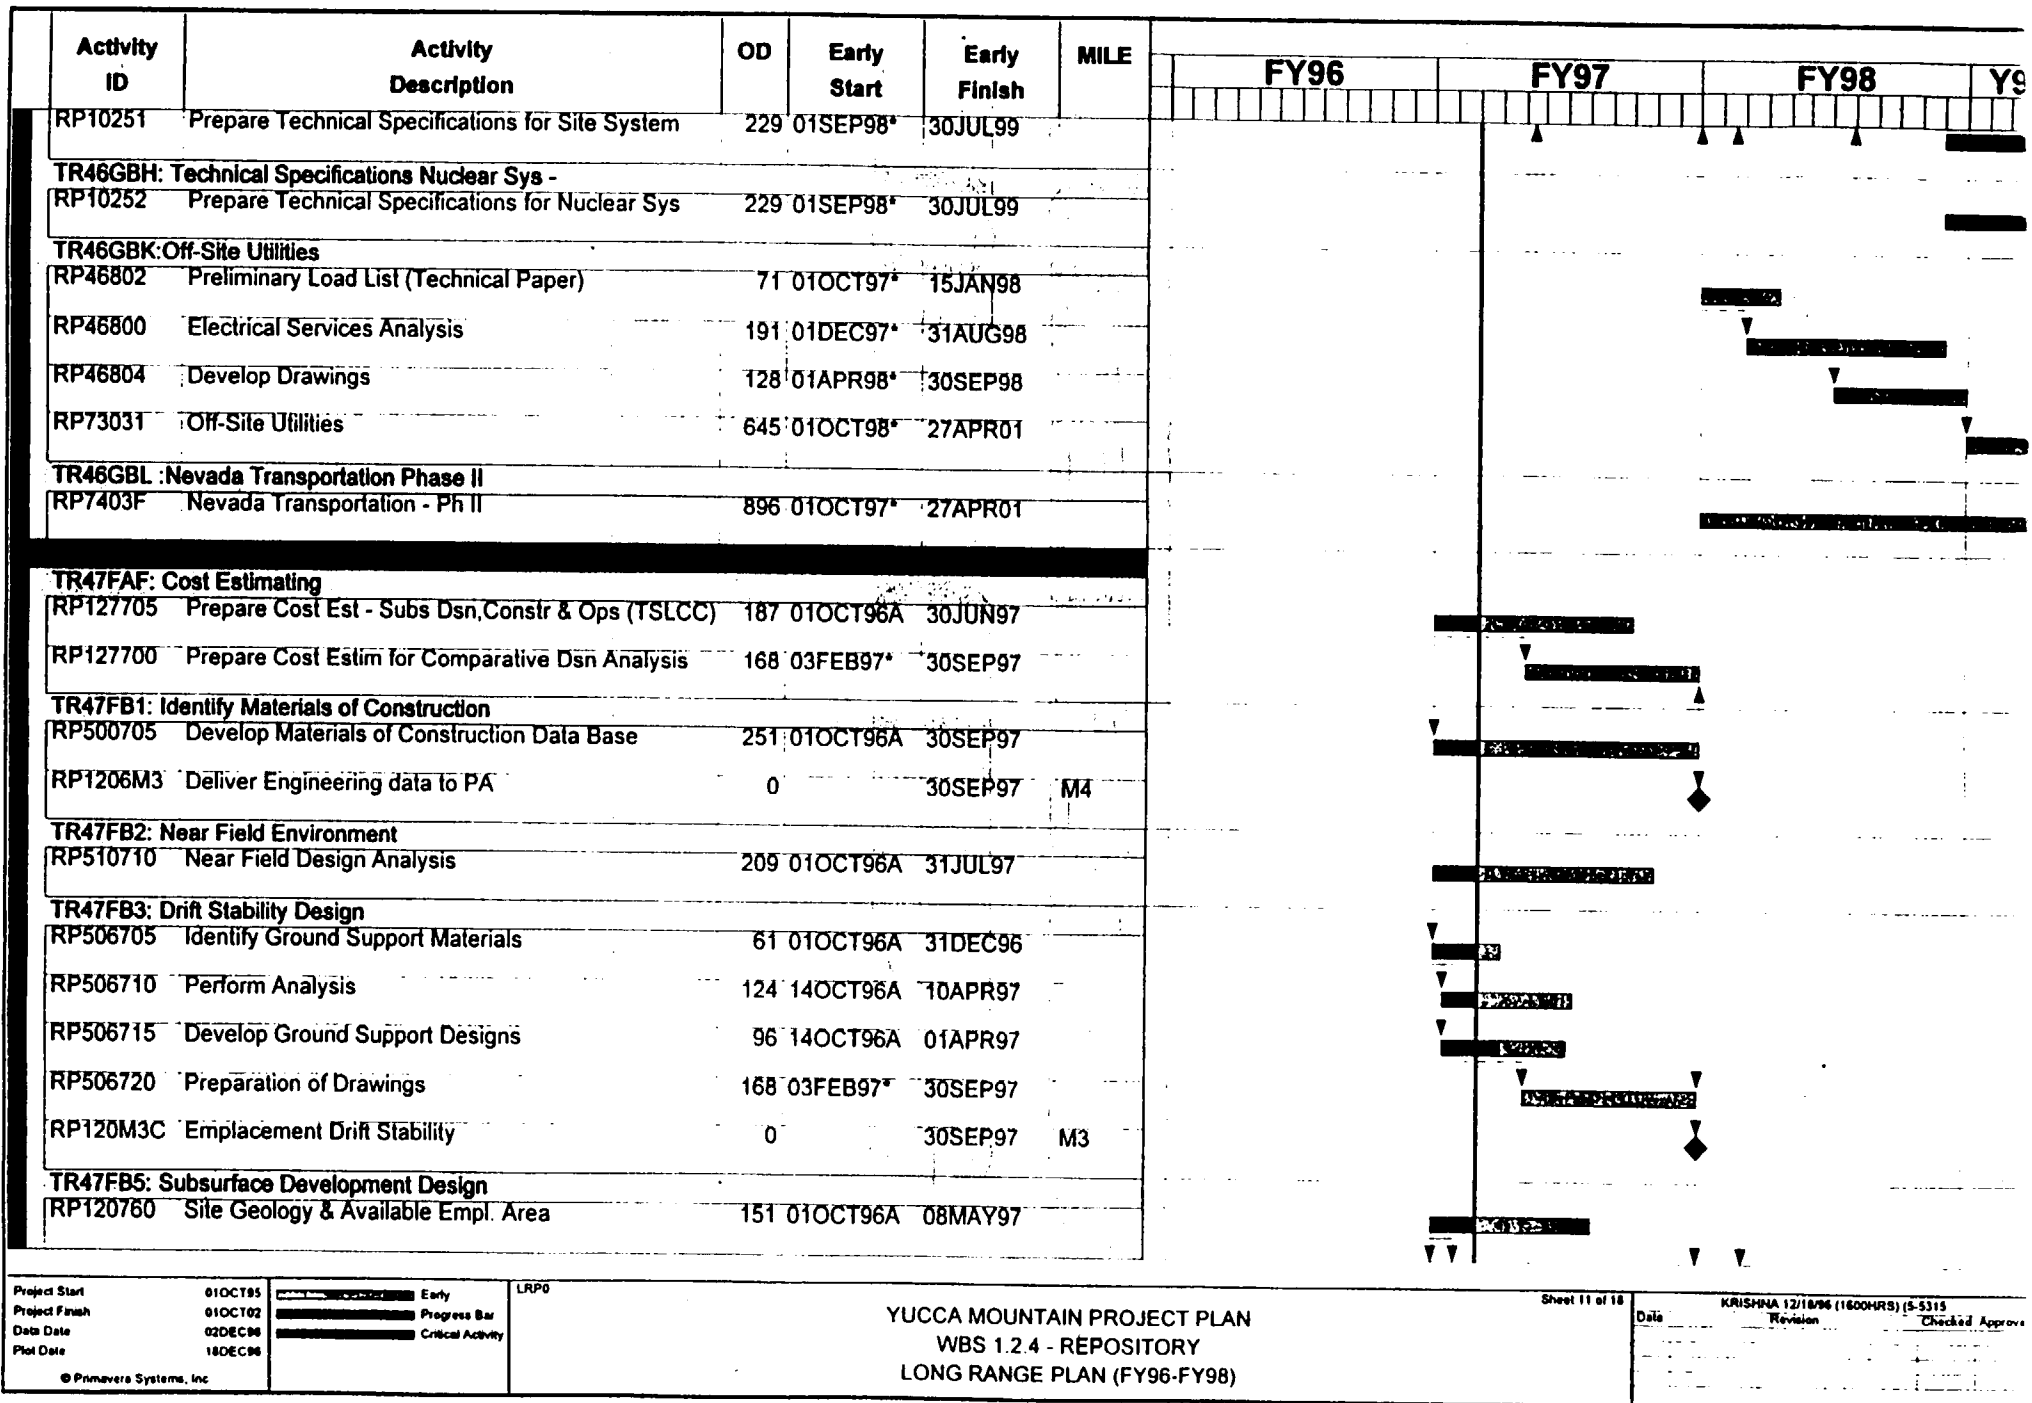 Activity ID Activity Description OD Early Start Early Finish MILE FY96 FY97 FY98 Y9
RP10251 Prepare Technical Specifications for Site System 229 01SEP98* 30JUL99
TR46GBH: Technical Specifications Nuclear Sys -
RP10252 Prepare Technical Specifications for Nuclear Sys 229 01SEP98* 30JUL99
TR46GBK:Off-Site Utilities
RP46802 Preliminary Load List (Technical Paper) 71 01OCT97* 15JAN98
RP46800 Electrical Services Analysis 191 01DEC97* 31AUG98
RP46804 Develop Drawings 128 01APR98* 30SEP98
RP73031 Off-Site Utilities 645 01OCT98* 27APR01
TR46GBL :Nevada Transportation Phase II
RP7403F Nevada Transportation - Ph II 896 01OCT97* 27APR01
TR47FAF: Cost Estimating
RP127705 Prepare Cost Est - Subs Dsn,Constr & Ops (TSLCC) 187 01OCT96A 30JUN97
RP127700 Prepare Cost Estim for Comparative Dsn Analysis 168 03FEB97* 30SEP97
TR47FB1: Identify Materials of Construction
RP500705 Develop Materials of Construction Data Base 251 01OCT96A 30SEP97
RP1206M3 Deliver Engineering data to PA 0 30SEP97 M4
TR47FB2: Near Field Environment
RP510710 Near Field Design Analysis 209 01OCT96A 31JUL97
TR47FB3: Drift Stability Design
RP506705 Identify Ground Support Materials 61 01OCT96A 31DEC96
RP506710 Perform Analysis 124 14OCT96A 10APR97
RP506715 Develop Ground Support Designs 96 14OCT96A 01APR97
RP506720 Preparation of Drawings 168 03FEB97* 30SEP97
RP120M3C Emplacement Drift Stability 0 30SEP97 M3
TR47FB5: Subsurface Development Design
RP120760 Site Geology & Available Empl. Area 151 01OCT96A 08MAY97
Project Start 01OCT95
Project Finish 01OCT02
Data Date 02DEC96
Plot Date 18DEC96
© Primavera Systems, Inc
Early
Progress Bar
Critical Activity
LRP0
YUCCA MOUNTAIN PROJECT PLAN
WBS 1.2.4 - REPOSITORY
LONG RANGE PLAN (FY96-FY98)
Sheet 11 of 18
KRISHNA 12/18/96 (1600HRS) (5-5315
Date Revision Checked Approve